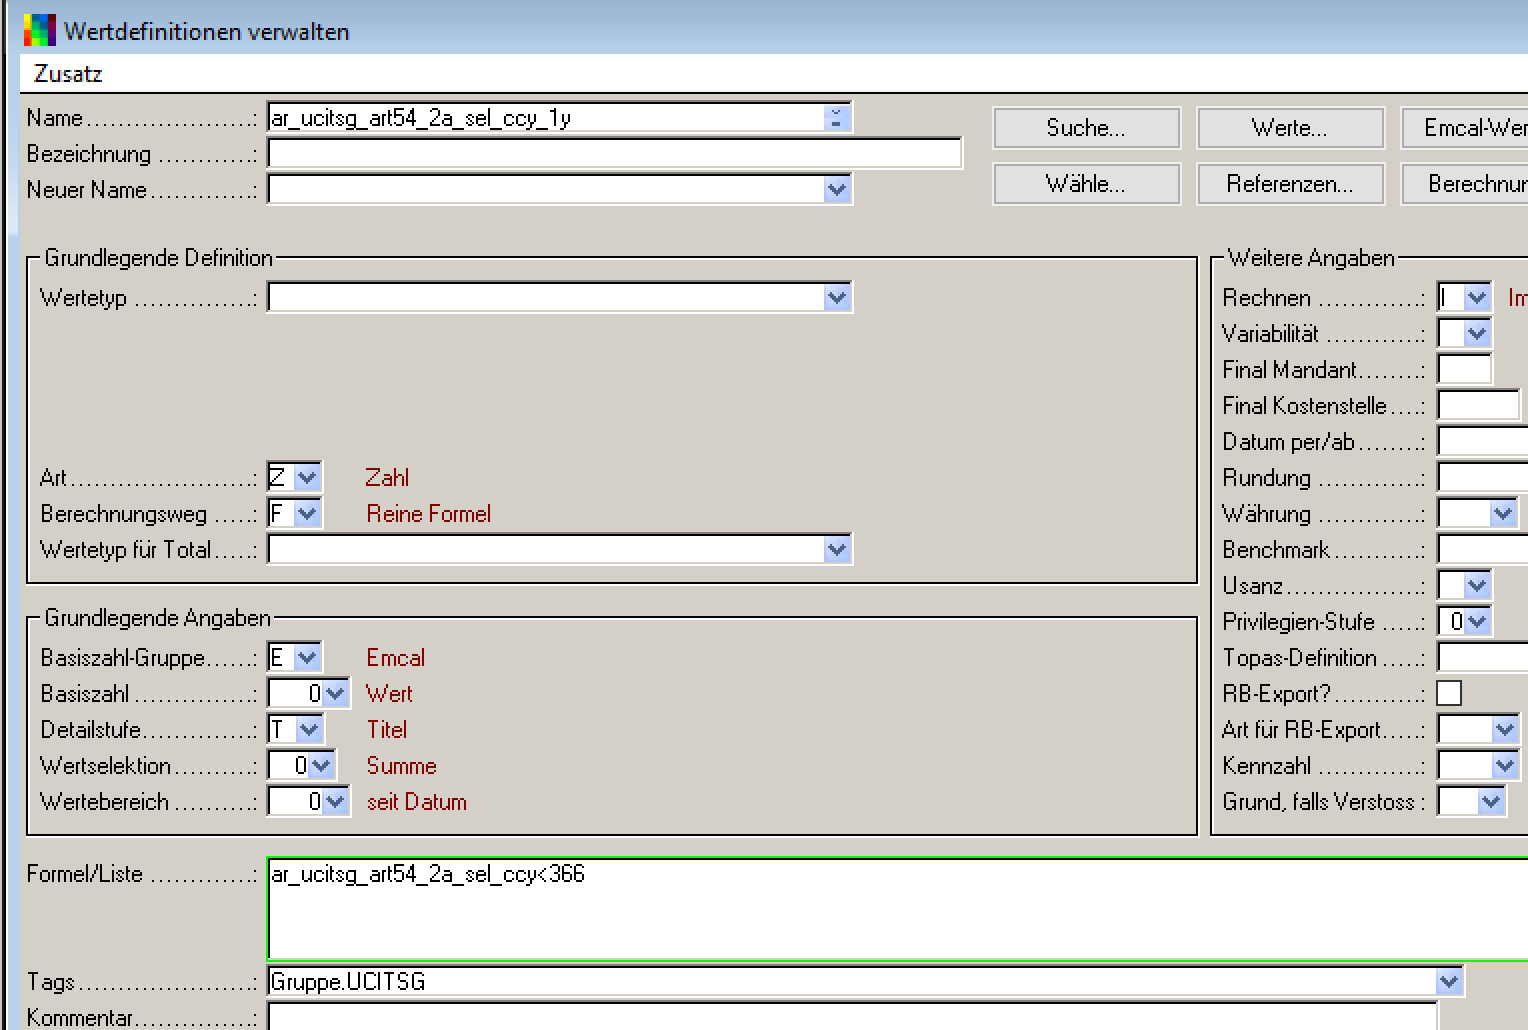 Wertdefinitionen verwalten
Zusatz
Name....................: ar_ucitsg_art54_2a_sel_ccy_1y Suche... Werte... Emcal-Wer
Bezeichnung ............:
Neuer Name.............: Wähle... Referenzen... Berechnur
Grundlegende Definition
Wertetyp ...............:
Art......................: Z Zahl
Berechnungsweg .....: F Reine Formel
Wertetyp für Total.....:
Weitere Angaben
Rechnen ............: I Im
Variabilität ............:
Final Mandant.......:
Final Kostenstelle ....:
Datum per/ab........:
Rundung ............:
Währung ............:
Benchmark...........:
Usanz.................:
Privilegien-Stufe .....: 0
Topas-Definition .....:
RB-Export?...........:
Art für RB-Export.....:
Kennzahl ............:
Grund, falls Verstoss :
Grundlegende Angaben
Basiszahl-Gruppe......: E Emcal
Basiszahl ...............: 0 Wert
Detailstufe..............: T Titel
Wertselektion...........: 0 Summe
Wertebereich ...........: 0 seit Datum
Formel/Liste .............: ar_ucitsg_art54_2a_sel_ccy<366
Tags......................: Gruppe.UCITSG
Kommentar...............: